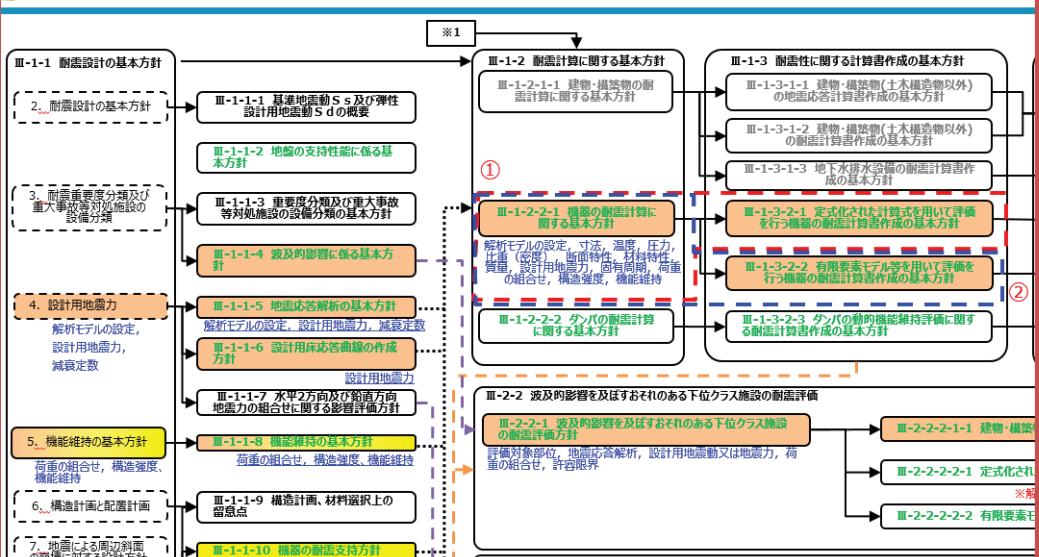 ※1
Ⅲ-1-1 耐震設計の基本方針
2．耐震設計の基本方針
Ⅲ-1-1-1 基準地震動Ｓｓ及び弾性
設計用地震動Ｓｄの概要
Ⅲ-1-1-2 地盤の支持性能に係る基
本方針
3．耐震重要度分類及び
重大事故等対処施設の
設備分類
Ⅲ-1-1-3 重要度分類及び重大事故
等対処施設の設備分類の基本方針
Ⅲ-1-1-4 波及的影響に係る基本方
針
4．設計用地震力
解析モデルの設定，
設計用地震力，
減衰定数
Ⅲ-1-1-5 地震応答解析の基本方針
解析モデルの設定，設計用地震力，減衰定数
Ⅲ-1-1-6 設計用床応答曲線の作成
方針
設計用地震力
Ⅲ-1-1-7 水平2方向及び鉛直方向
地震力の組合せに関する影響評価方針
5．機能維持の基本方針
荷重の組合せ，構造強度、
機能維持
Ⅲ-1-1-8 機能維持の基本方針
荷重の組合せ，構造強度、機能維持
6．構造計画と配置計画
Ⅲ-1-1-9 構造計画、材料選択上の
留意点
7．地震による周辺斜面
Ⅲ-1-1-10 機器の耐震支持方針
Ⅲ-1-2 耐震計算に関する基本方針
Ⅲ-1-2-1-1 建物・構築物の耐
震計算に関する基本方針
①
Ⅲ-1-2-2-1 機器の耐震計算に
関する基本方針
解析モデルの設定，寸法，温度，圧力，
比重（密度），断面特性，材料特性，
質量，設計用地震力，固有周期，荷重
の組合せ，構造強度，機能維持
Ⅲ-1-2-2-2 ダンパの耐震計算
に関する基本方針
Ⅲ-1-3 耐震性に関する計算書作成の基本方針
Ⅲ-1-3-1-1 建物・構築物(土木構造物以外)
の地震応答計算書作成の基本方針
Ⅲ-1-3-1-2 建物・構築物(土木構造物以外)
の耐震計算書作成の基本方針
Ⅲ-1-3-1-3 地下水排水設備の耐震計算書作
成の基本方針
Ⅲ-1-3-2-1 定式化された計算式を用いて評価
を行う機器の耐震計算書作成の基本方針
Ⅲ-1-3-2-2 有限要素モデル等を用いて評価を
行う機器の耐震計算書作成の基本方針
②
Ⅲ-1-3-2-3 ダンパの動的機能維持評価に関す
る耐震計算書作成の基本方針
Ⅲ-2-2 波及的影響を及ぼすおそれのある下位クラス施設の耐震評価
Ⅲ-2-2-1 波及的影響を及ぼすおそれのある下位クラス施設
の耐震評価方針
評価対象部位，地震応答解析，設計用地震動又は地震力，荷
重の組合せ，許容限界
Ⅲ-2-2-2-1-1 建物・構築
Ⅲ-2-2-2-2-1 定式化され
※解
Ⅲ-2-2-2-2-2 有限要素モ